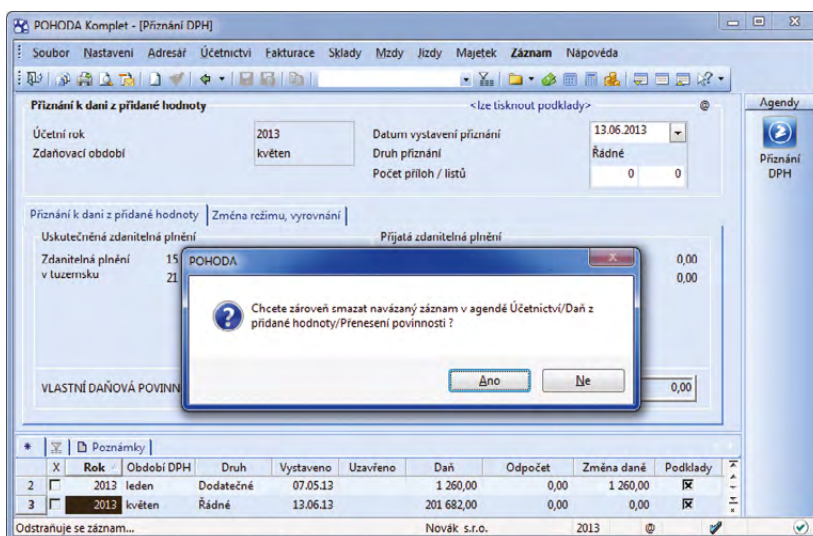 POHODA Komplet - [Přiznání DPH]
Soubor Nastavení Adresář Účetnictví Fakturace Sklady Mzdy Jízdy Majetek Záznam Nápověda
Přiznání k dani z přidané hodnoty <lze tisknout podklady> @ Agendy
Účetní rok 2013 Datum vystavení přiznání 13.06.2013
Zdaňovací období květen Druh přiznání Řádné Přiznání
Počet příloh / listů 0 0 DPH
Přiznání k dani z přidané hodnoty Změna režimu, vyrovnání
Uskutečněná zdanitelná plnění Přijatá zdanitelná plnění
Zdanitelná plnění 15 0,00
v tuzemsku 21 0,00
POHODA
Chcete zároveň smazat navázaný záznam v agendě Účetnictví/Daň z
přidané hodnoty/Přenesení povinnosti ?
Ano Ne
VLASTNÍ DAŇOVÁ POVINN 0,00
* Poznámky
X Rok Období DPH Druh Vystaveno Uzavřeno Daň Odpočet Změna daně Podklady
2 2013 leden Dodatečné 07.05.13 1 260,00 0,00 1 260,00
3 2013 květen Řádné 13.06.13 201 682,00 0,00 0,00
Odstraňuje se záznam... Novák s.r.o. 2013 @